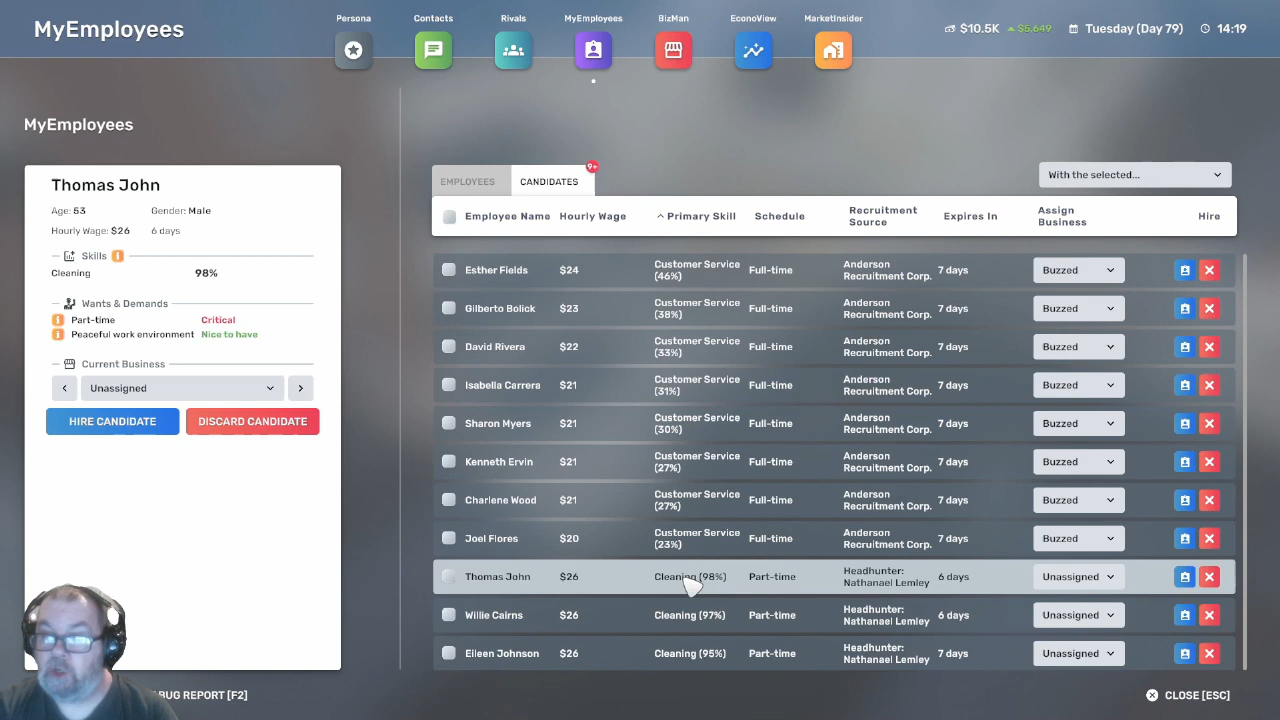 MyEmployees
Persona
Contacts
Rivals
MyEmployees
BizMan
EconoView
MarketInsider
$10.5K
$5,649
Tuesday (Day 79)
14:19
MyEmployees
Thomas John
Age: 53
Gender: Male
Hourly Wage: $26
6 days
Skills
Cleaning
98%
Wants & Demands
Part-time
Critical
Peaceful work environment
Nice to have
Current Business
Unassigned
HIRE CANDIDATE
DISCARD CANDIDATE
EMPLOYEES
CANDIDATES
9+
With the selected...
Employee Name
Hourly Wage
Primary Skill
Schedule
Recruitment
Source
Expires In
Assign
Business
Hire
Esther Fields
$24
Customer Service
(46%)
Full-time
Anderson
Recruitment Corp.
7 days
Buzzed
Gilberto Bolick
$23
Customer Service
(38%)
Full-time
Anderson
Recruitment Corp.
7 days
Buzzed
David Rivera
$22
Customer Service
(33%)
Full-time
Anderson
Recruitment Corp.
7 days
Buzzed
Isabella Carrera
$21
Customer Service
(31%)
Full-time
Anderson
Recruitment Corp.
7 days
Buzzed
Sharon Myers
$21
Customer Service
(30%)
Full-time
Anderson
Recruitment Corp.
7 days
Buzzed
Kenneth Ervin
$21
Customer Service
(27%)
Full-time
Anderson
Recruitment Corp.
7 days
Buzzed
Charlene Wood
$21
Customer Service
(27%)
Full-time
Anderson
Recruitment Corp.
7 days
Buzzed
Joel Flores
$20
Customer Service
(23%)
Full-time
Anderson
Recruitment Corp.
7 days
Buzzed
Thomas John
$26
Cleaning (98%)
Part-time
Headhunter:
Nathanael Lemley
6 days
Unassigned
Willie Cairns
$26
Cleaning (97%)
Part-time
Headhunter:
Nathanael Lemley
6 days
Unassigned
Eileen Johnson
$26
Cleaning (95%)
Part-time
Headhunter:
Nathanael Lemley
7 days
Unassigned
BUG REPORT [F2]
CLOSE [ESC]